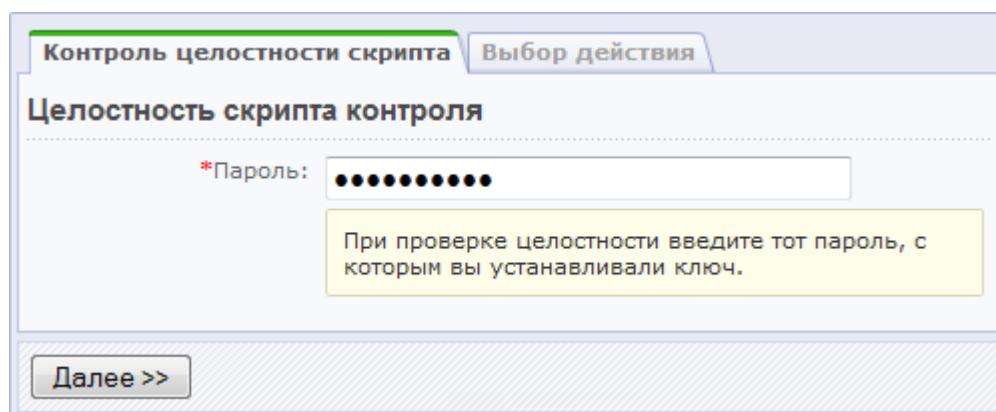 Контроль целостности скрипта
Выбор действия
Целостность скрипта контроля
*Пароль: ●●●●●●●●●●
При проверке целостности введите тот пароль, с
которым вы устанавливали ключ.
Далее >>